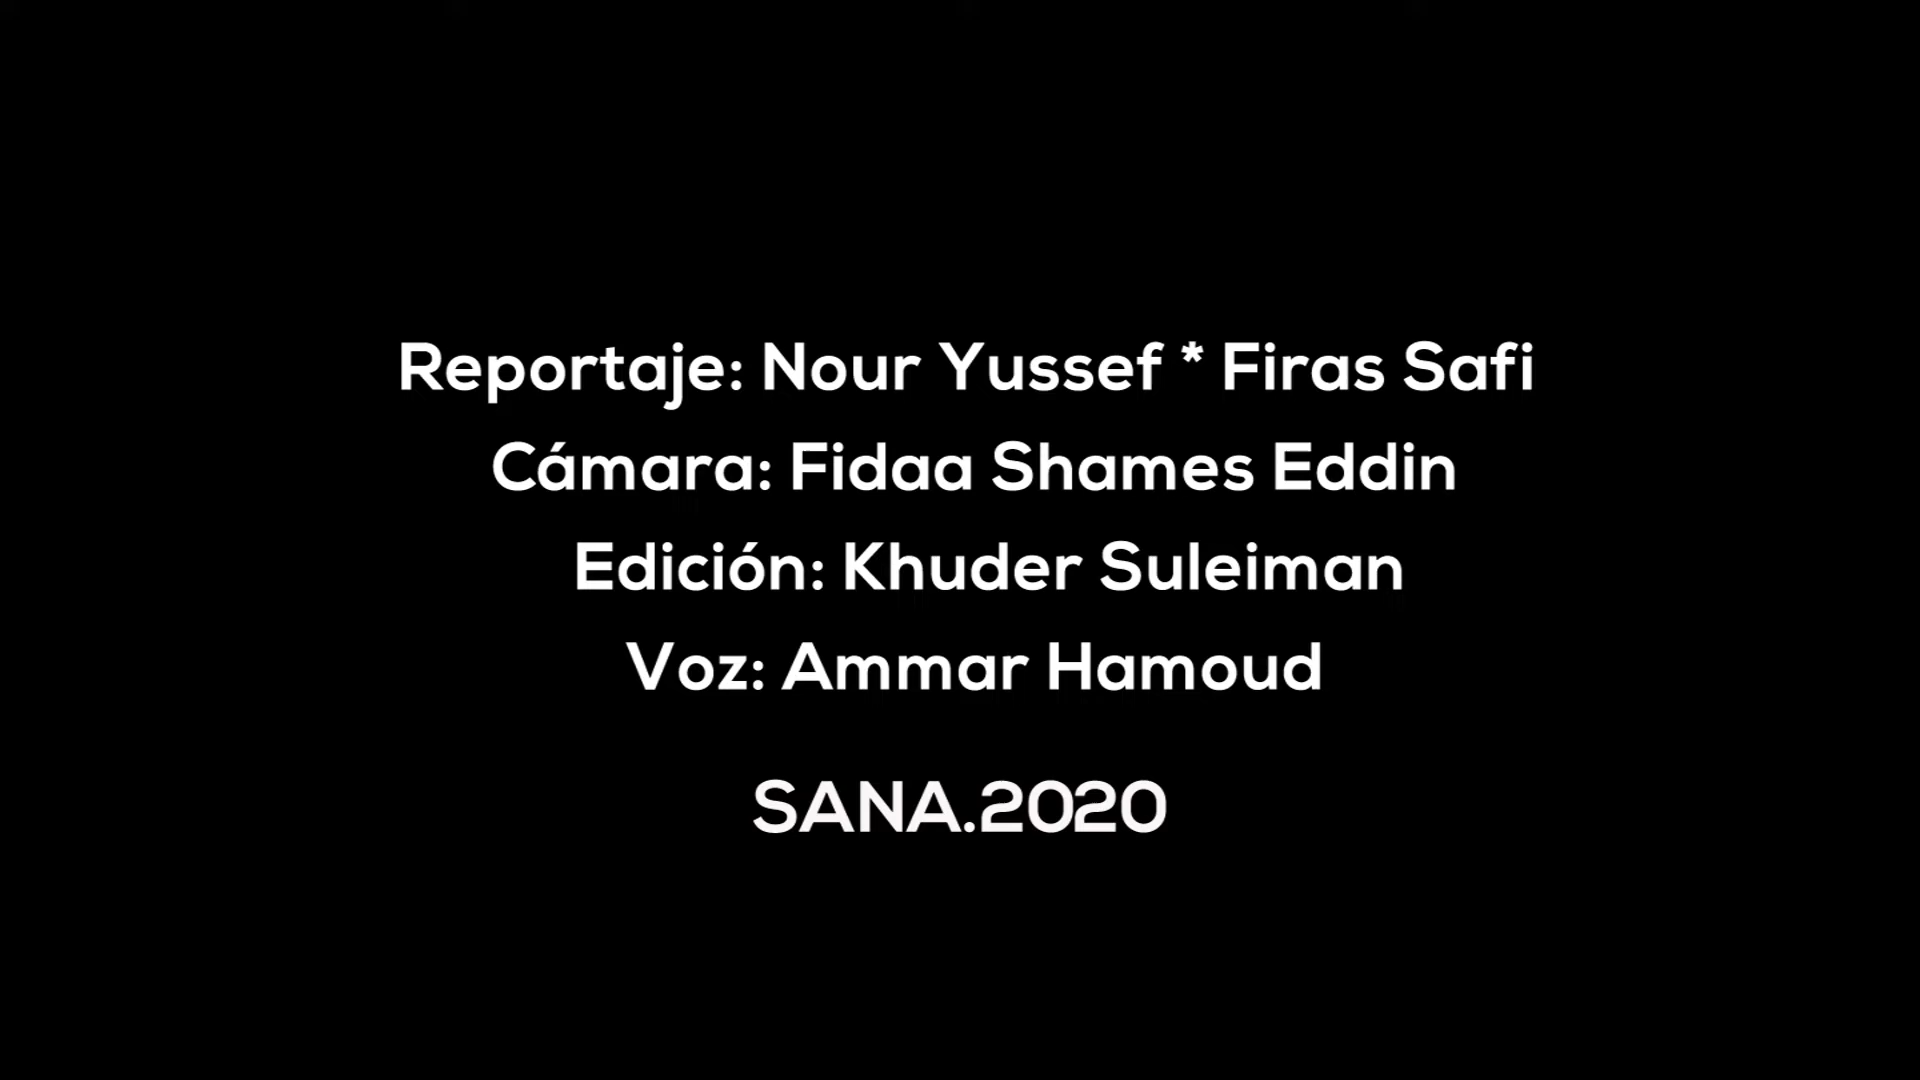 Reportaje: Nour Yussef * Firas Safi
Cámara: Fidaa Shames Eddin
Edición: Khuder Suleiman
Voz: Ammar Hamoud
SANA.2020